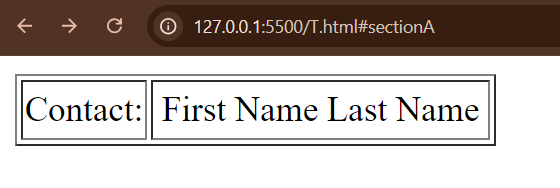 127.0.0.1:5500/T.html#sectionA
Contact: First Name Last Name